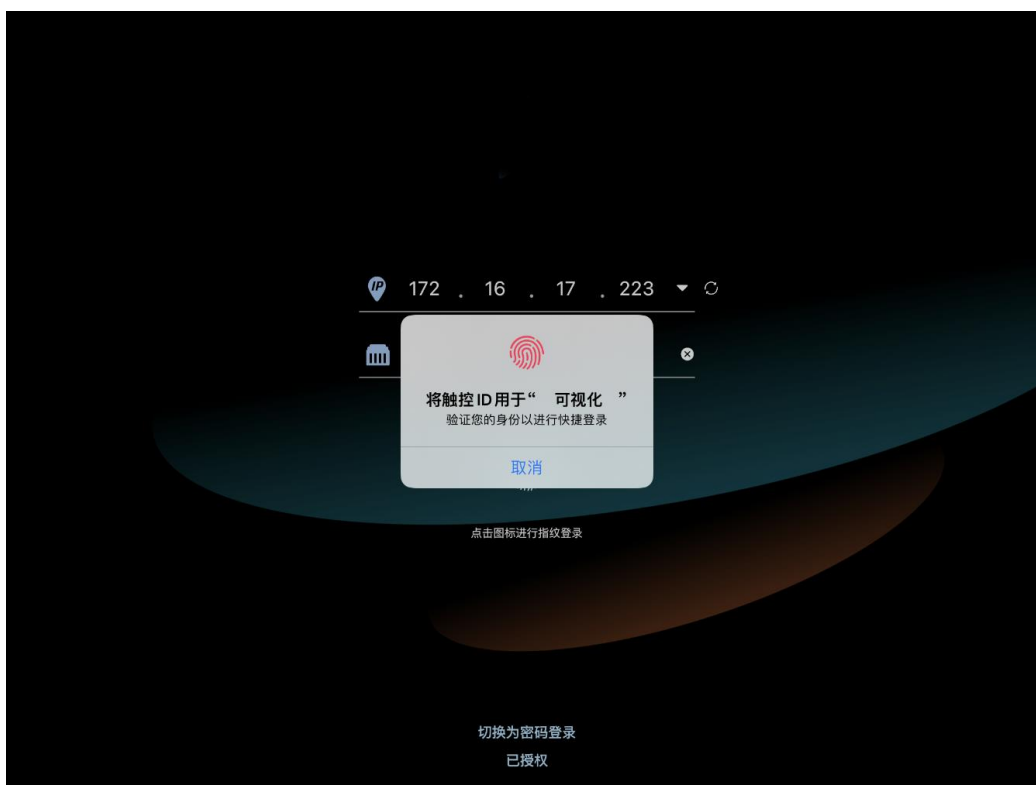 IP 172 . 16 . 17 . 223
将触控 ID 用于“ 可视化 ”
验证您的身份以进行快捷登录
取消
点击图标进行指纹登录
切换为密码登录
已授权